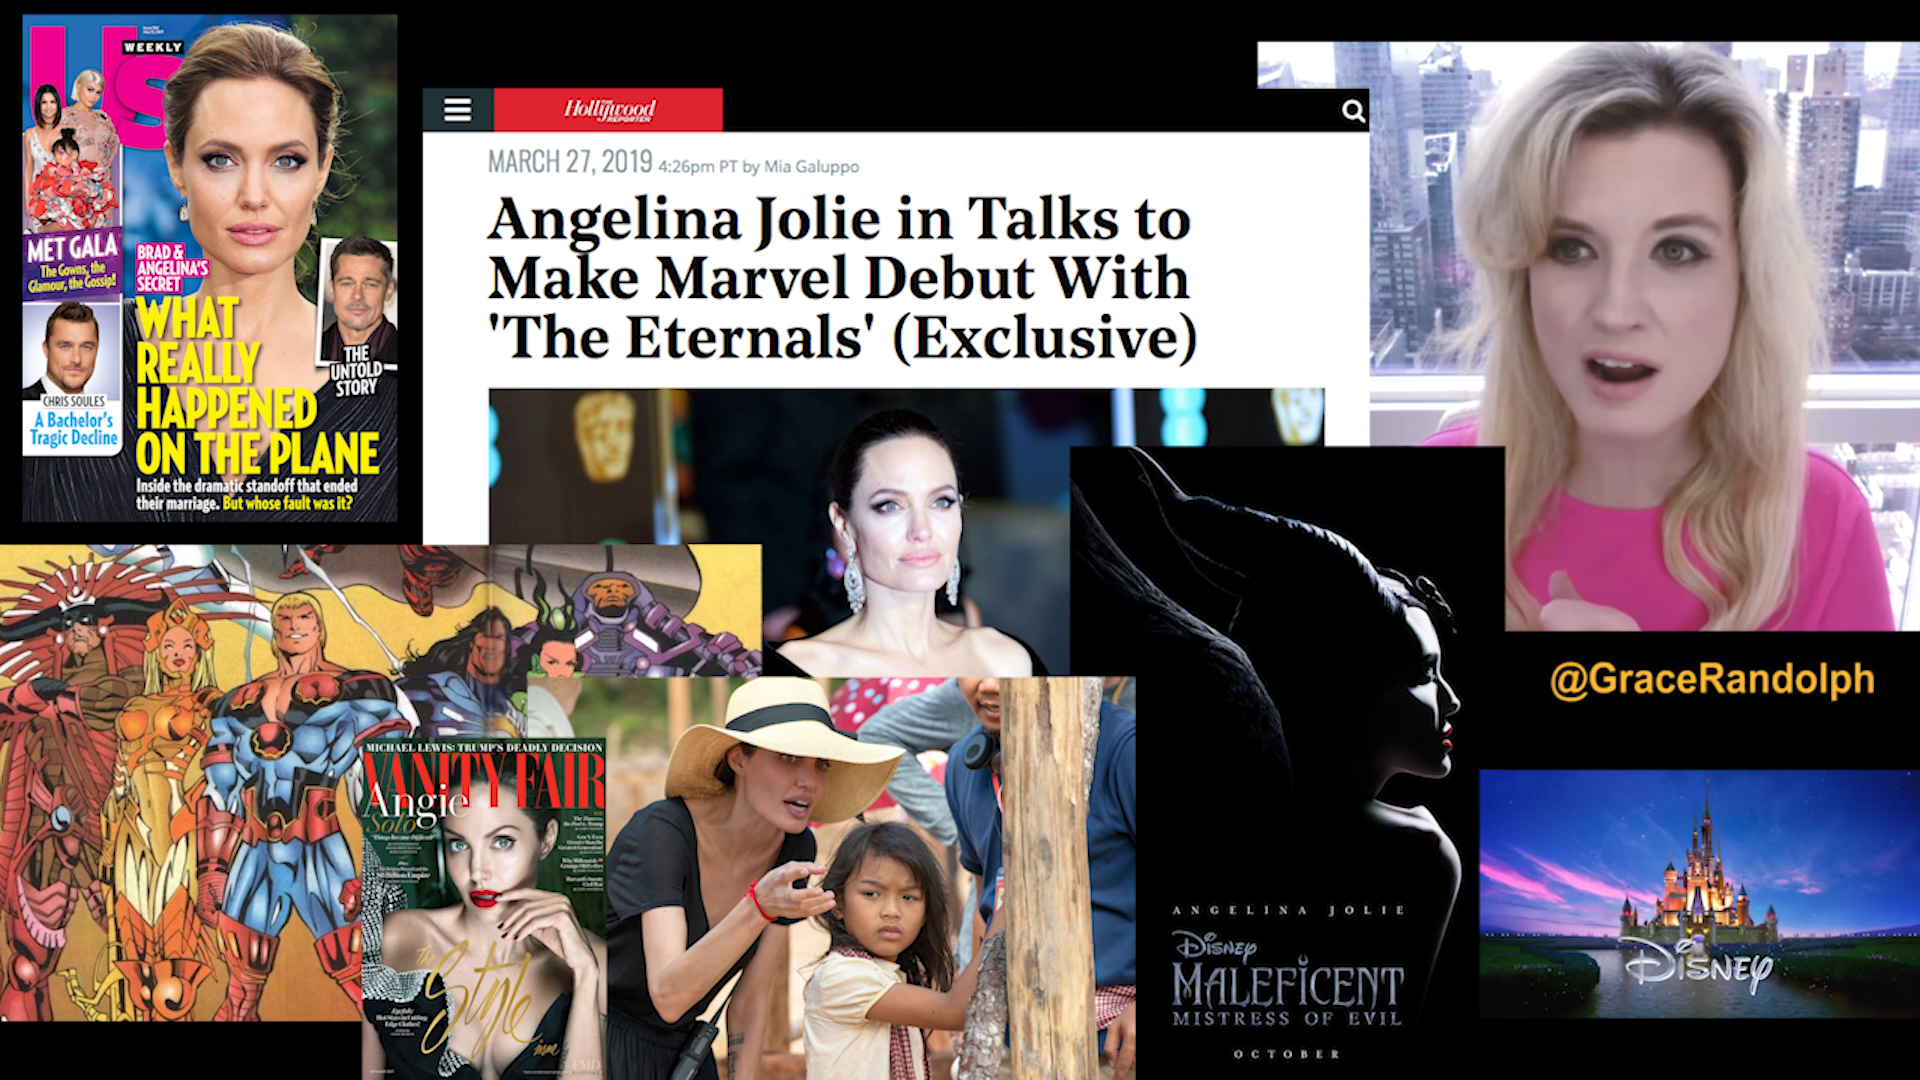 US
WEEKLY
MET GALA
The Gowns, the
Glamour, the Gossip!
BRAD &
ANGELINA'S
SECRET
WHAT
REALLY
HAPPENED
ON THE PLANE
Inside the dramatic standoff that ended
their marriage. But whose fault was it?
THE
UNTOLD
STORY
CHRIS SOULES
A Bachelor's
Tragic Decline
THE
Hollywood
REPORTER
MARCH 27, 2019 4:26pm PT by Mia Galuppo
Angelina Jolie in Talks to
Make Marvel Debut With
'The Eternals' (Exclusive)
@GraceRandolph
MICHAEL LEWIS: TRUMP'S DEADLY DECISION
VANITY FAIR
Angie
Solo
The
Style
Issue
ANGELINA JOLIE
DISNEY
MALEFICENT
MISTRESS OF EVIL
OCTOBER
DISNEY